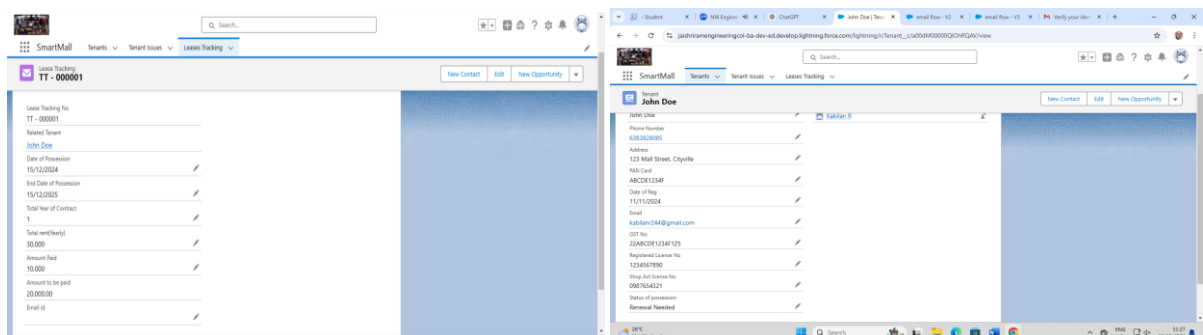 Search...
SmartMall Tenants Tenant Issues Leases Tracking
Lease Tracking
TT - 000001
New Contact Edit New Opportunity
Lease Tracking No
TT - 000001
Related Tenant
John Doe
Date of Possession
15/12/2024
End Date of Possession
15/12/2025
Total Year of Contract
1
Total rent(Yearly)
30,000
Amount Paid
10,000
Amount to be paid
20,000.00
Email id
-Student NM Engine ChatGPT John Doe | Ten email flow - V2 email flow - V3 Verify your iden
jaishriramengineeringcol-ba-dev-ed.develop.lightning.force.com/lightning/r/Tenant__c/
Search...
SmartMall Tenants Tenant Issues Leases Tracking
Tenant
John Doe
New Contact Edit New Opportunity
John Doe Kabilan R
Phone Number
6383828085
Address
123 Mall Street, Cityville
PAN Card
ABCDE1234F
Date of Reg
11/11/2024
Email
kabilam244@gmail.com
GST No
22ABCDE1234F1Z5
Registered License No
1234567890
Shop Act license No
0987654321
Status of possession
Renewal Needed
26°C
Search
ENG 11:07